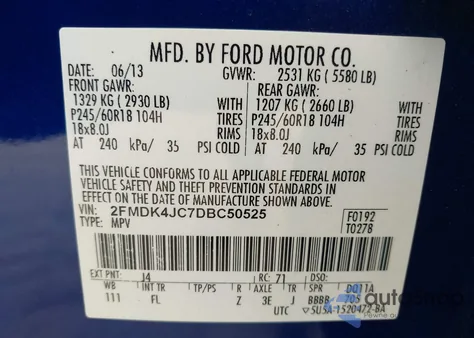 MFD. BY FORD MOTOR CO.
DATE: 06/13 GVWR: 2531 KG ( 5580 LB)
FRONT GAWR: REAR GAWR:
1329 KG ( 2930 LB) WITH 1207 KG ( 2660 LB) WITH
P245/60R18 104H TIRES P245/60R18 104H TIRES
18x8.0J RIMS 18x8.0J RIMS
AT 240 kPa/ 35 PSI COLD AT 240 kPa/ 35 PSI COLD
THIS VEHICLE CONFORMS TO ALL APPLICABLE FEDERAL MOTOR
VEHICLE SAFETY AND THEFT PREVENTION STANDARDS IN
EFFECT ON THE DATE OF MANUFACTURE SHOWN ABOVE.
VIN: 2FMDK4JC7DBC50525 F0192
TYPE: MPV T0278
EXT PNT: J4 RC: 71 DSO:
WB INT TR TP/PS R AXLE TR SPR DQ11A
111 FL Z 3E J BBBB 705
UTC 5U5A-1520472-BA